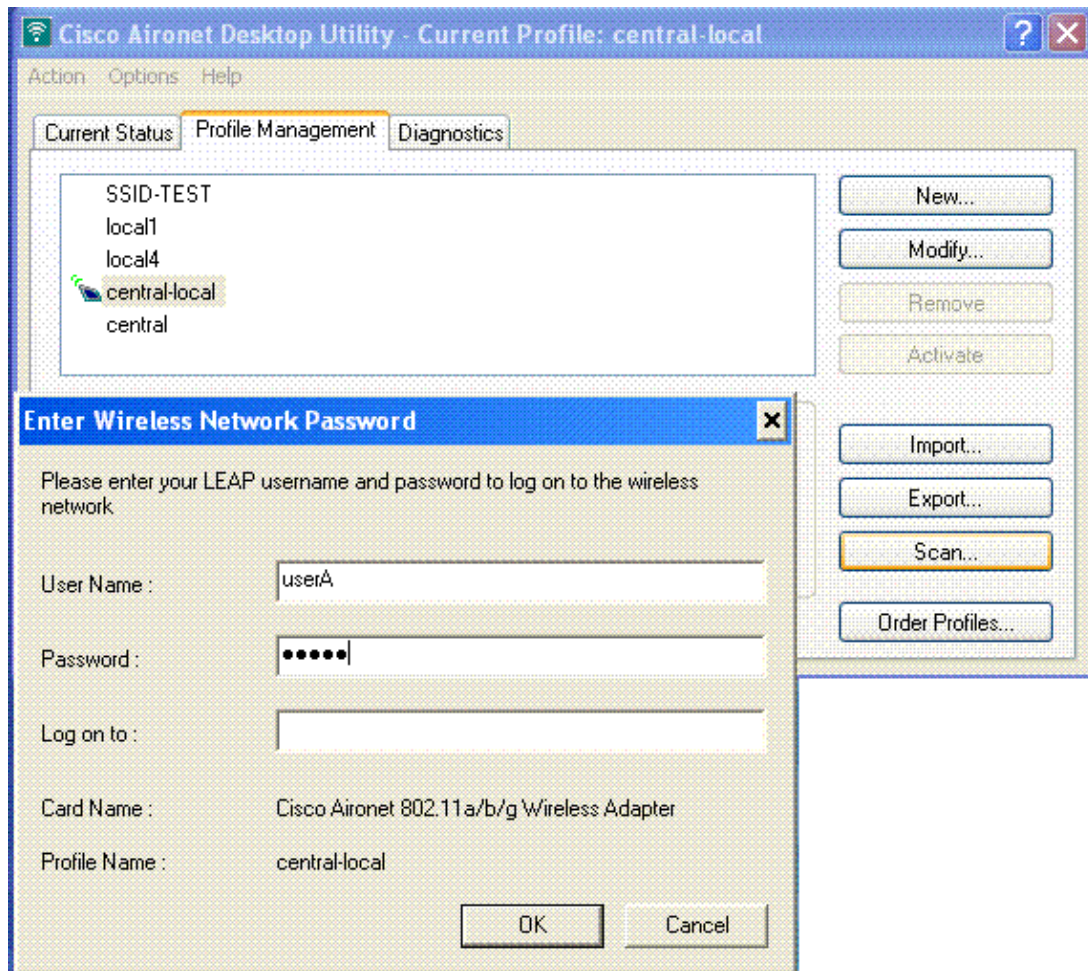 Cisco Aironet Desktop Utility - Current Profile: central-local
Action Options Help
Current Status Profile Management Diagnostics
SSID-TEST
local1
local4
central-local
central
New...
Modify...
Remove
Activate
Import...
Export...
Scan...
Order Profiles...
Enter Wireless Network Password
Please enter your LEAP username and password to log on to the wireless
network
User Name : userA
Password : •••••
Log on to :
Card Name : Cisco Aironet 802.11a/b/g Wireless Adapter
Profile Name : central-local
OK Cancel